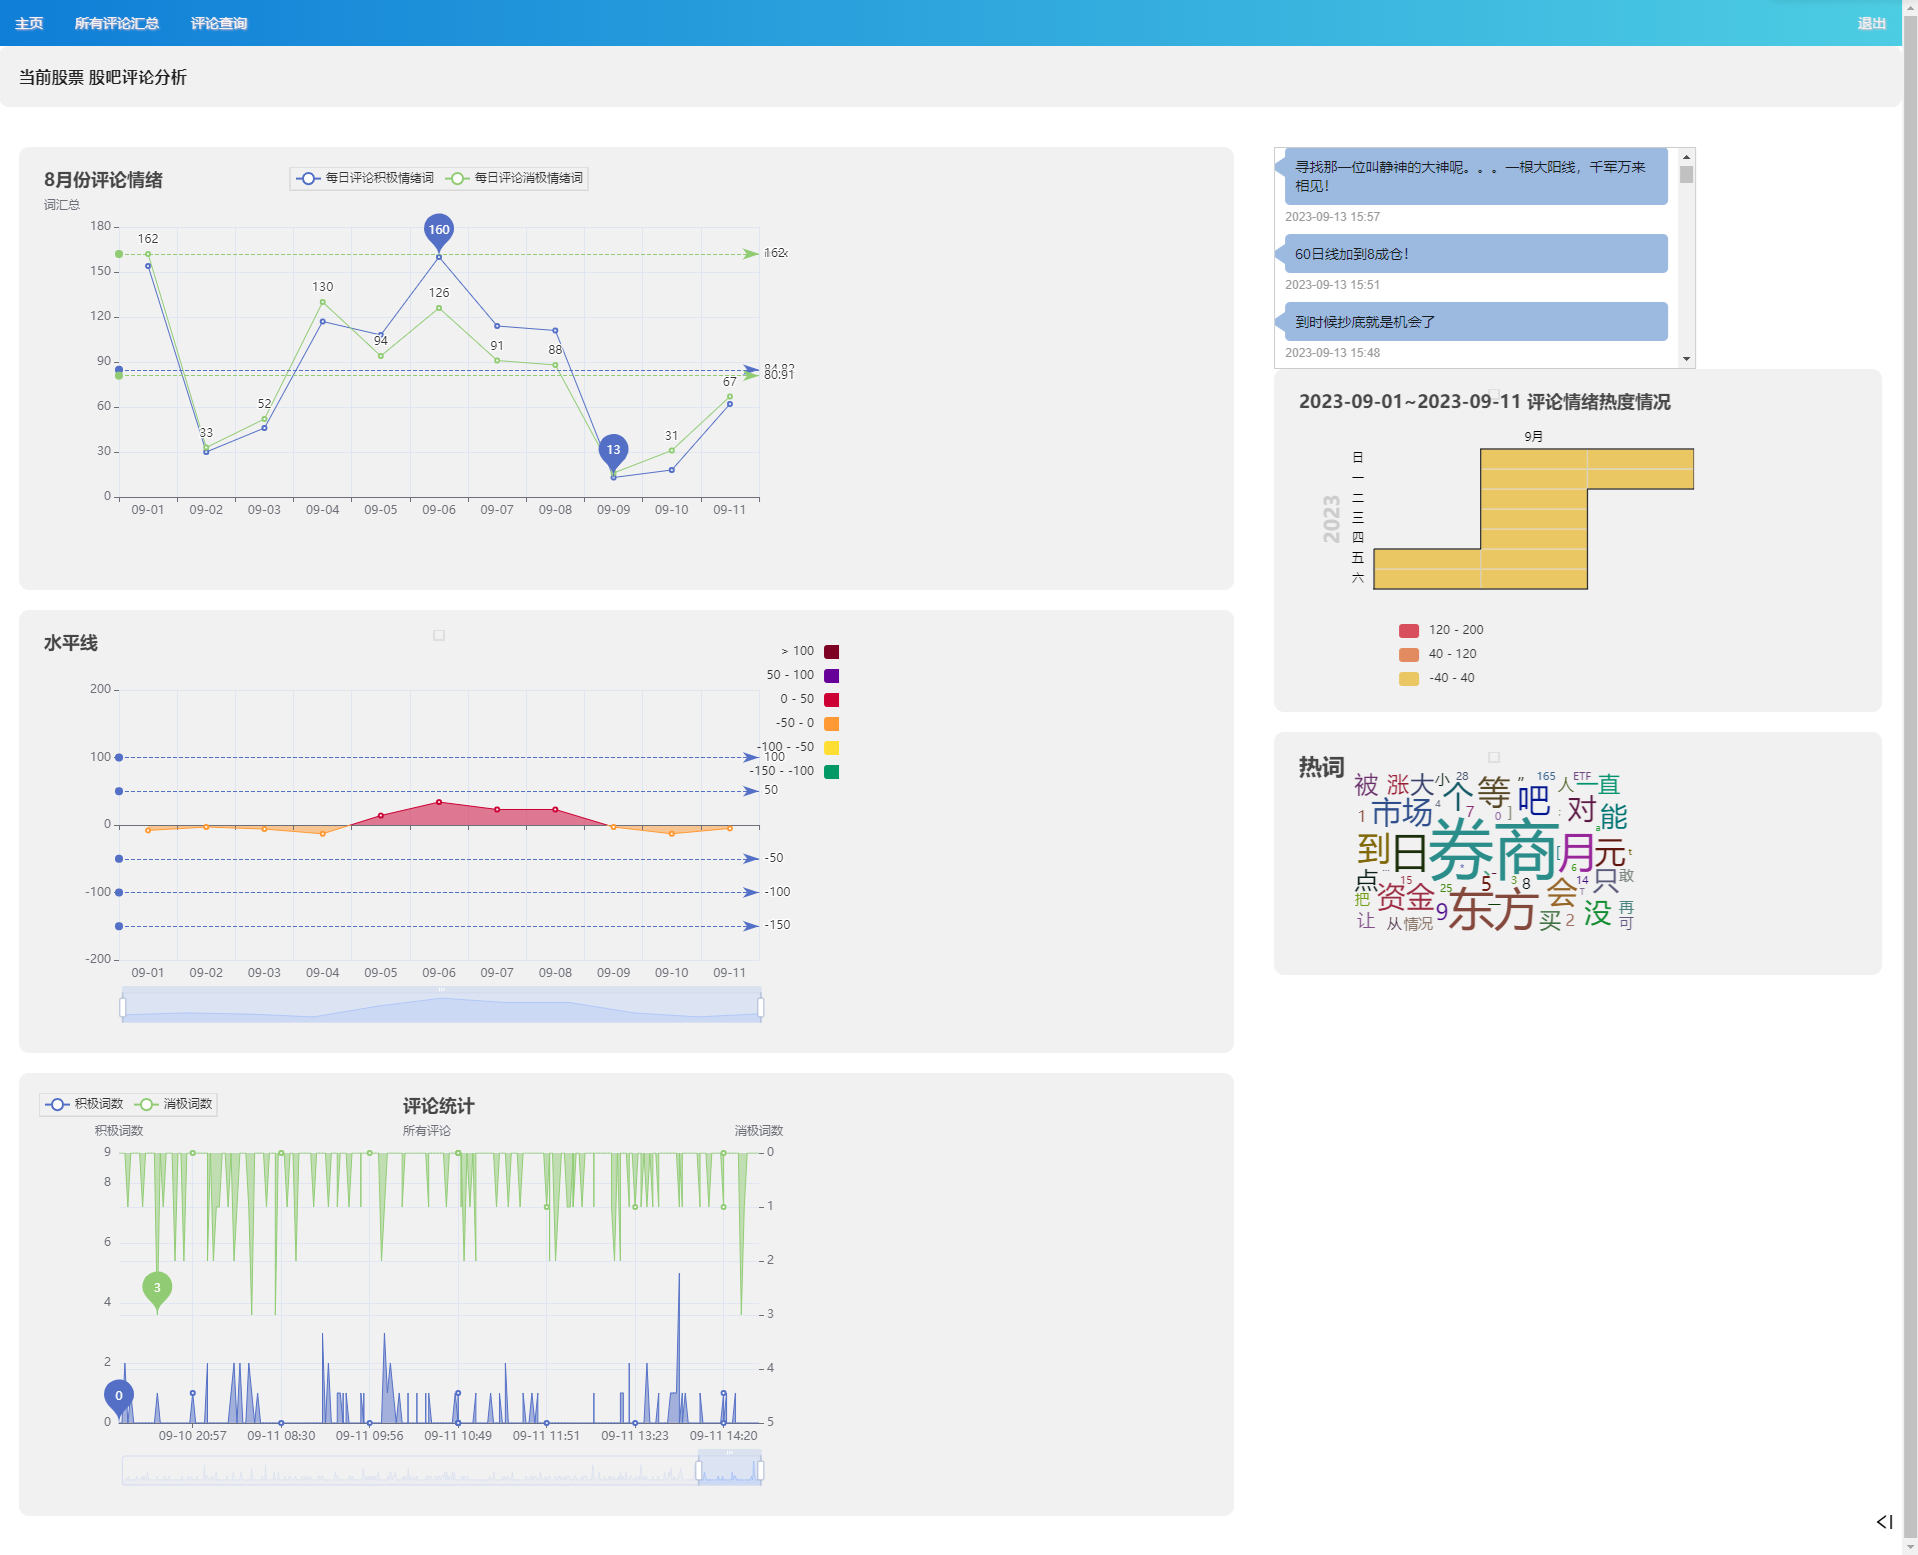 主页 所有评论汇总 评论查询 退出
当前股票 股吧评论分析
8月份评论情绪
词汇总
每日评论积极情绪词 每日评论消极情绪词
180
150
120
90
60
30
0
162 33 52 130 94 160 126 91 88 13 31 67
80.91
09-01 09-02 09-03 09-04 09-05 09-06 09-07 09-08 09-09 09-10 09-11
水平线
> 100
50 - 100
0 - 50
-50 - 0
-100 - -50
-150 - -100
200
100
0
-100
-200
100
50
-50
-100
-150
09-01 09-02 09-03 09-04 09-05 09-06 09-07 09-08 09-09 09-10 09-11
积极词数 消极词数
评论统计
所有评论
积极词数
消极词数
9
8
6
4
2
0
0
1
2
3
4
5
3
0
09-10 20:57 09-11 08:30 09-11 09:56 09-11 10:49 09-11 11:51 09-11 13:23 09-11 14:20
寻找那一位叫静神的大神呢。。。一根大阳线，千军万来
相见！
2023-09-13 15:57
60日线加到8成仓！
2023-09-13 15:51
到时候抄底就是机会了
2023-09-13 15:48
2023-09-01~2023-09-11 评论情绪热度情况
9月
2023
日
一
二
三
四
五
六
120 - 200
40 - 120
-40 - 40
热词
被 涨 大 小 28 个 等 " 165 ETF 人 一直
1 市场 4 7 0 ] 吧 : 对 能
到 日 券商 [ 月 元 a t
点 15 25 5 3 8 6 14 T 会 只 敢
把 资金 9 东方 一 买 2 没 再
让 从 情况 可